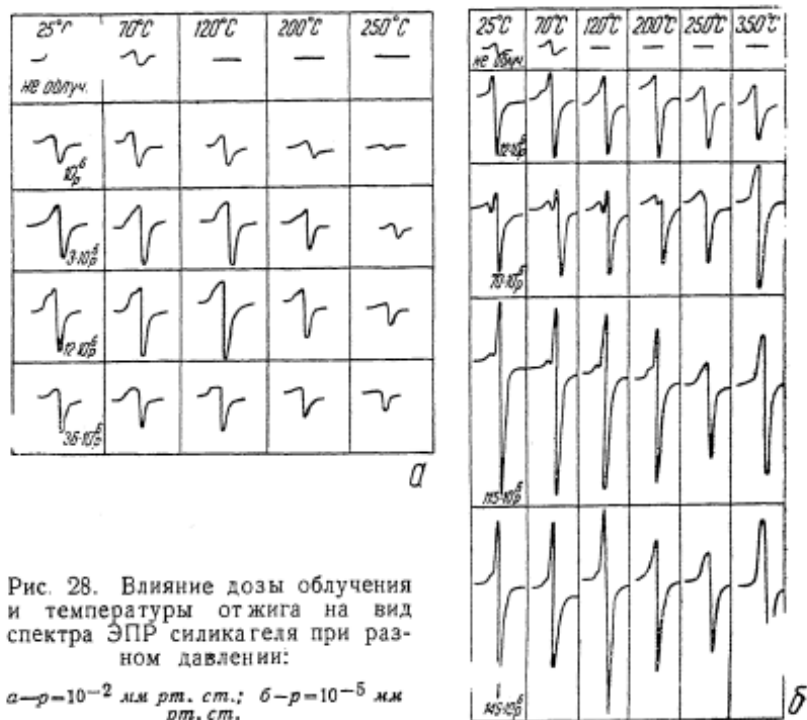 25°C 70°C 120°C 200°C 250°C
не облуч.
10⁶р
3·10⁶р
12·10⁶р
36·10⁶р
а
25°C 70°C 120°C 200°C 250°C 350°C
не облуч.
12·10⁶р
70·10⁶р
115·10⁶р
145·10⁶р
б
Рис. 28. Влияние дозы облучения
и температуры отжига на вид
спектра ЭПР силикагеля при раз-
ном давлении:
а—р=10⁻² мм рт. ст.; б—р=10⁻⁵ мм
рт. ст.